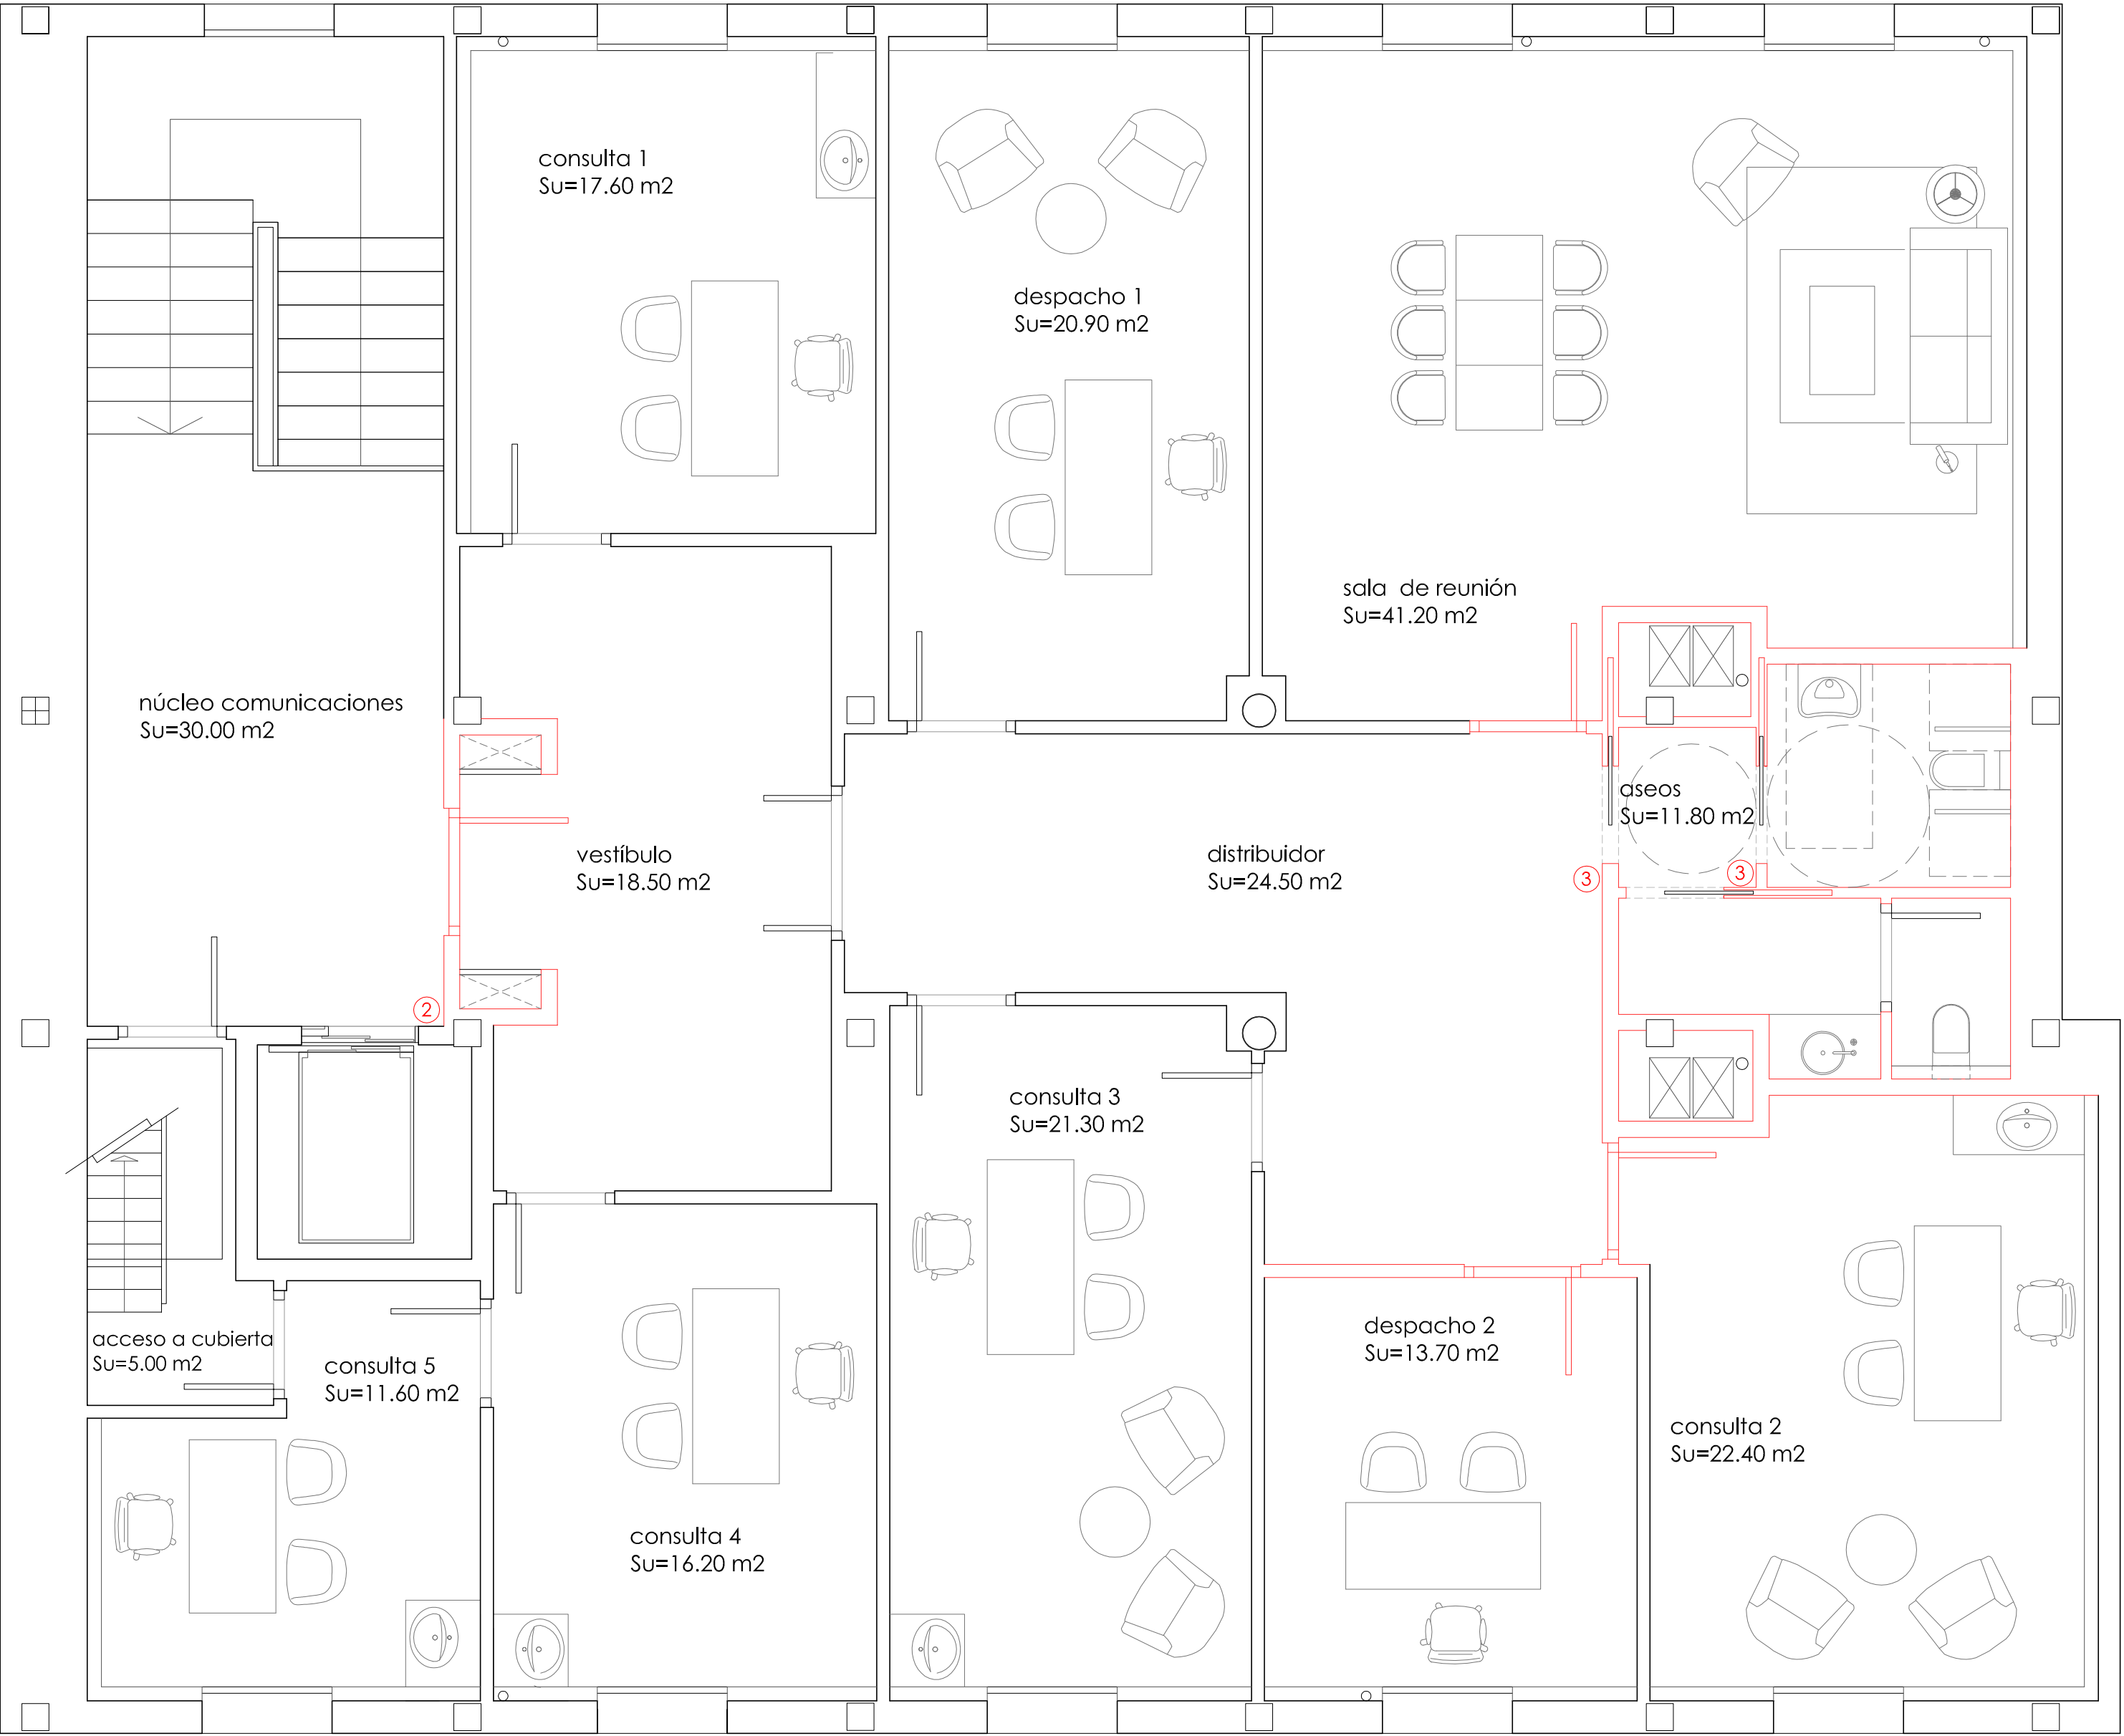 consulta 1
Su=17.60 m2
despacho 1
Su=20.90 m2
sala de reunión
Su=41.20 m2
núcleo comunicaciones
Su=30.00 m2
aseos
Su=11.80 m2
vestíbulo
Su=18.50 m2
distribuidor
Su=24.50 m2
3
3
2
consulta 3
Su=21.30 m2
acceso a cubierta
Su=5.00 m2
consulta 5
Su=11.60 m2
despacho 2
Su=13.70 m2
consulta 2
Su=22.40 m2
consulta 4
Su=16.20 m2